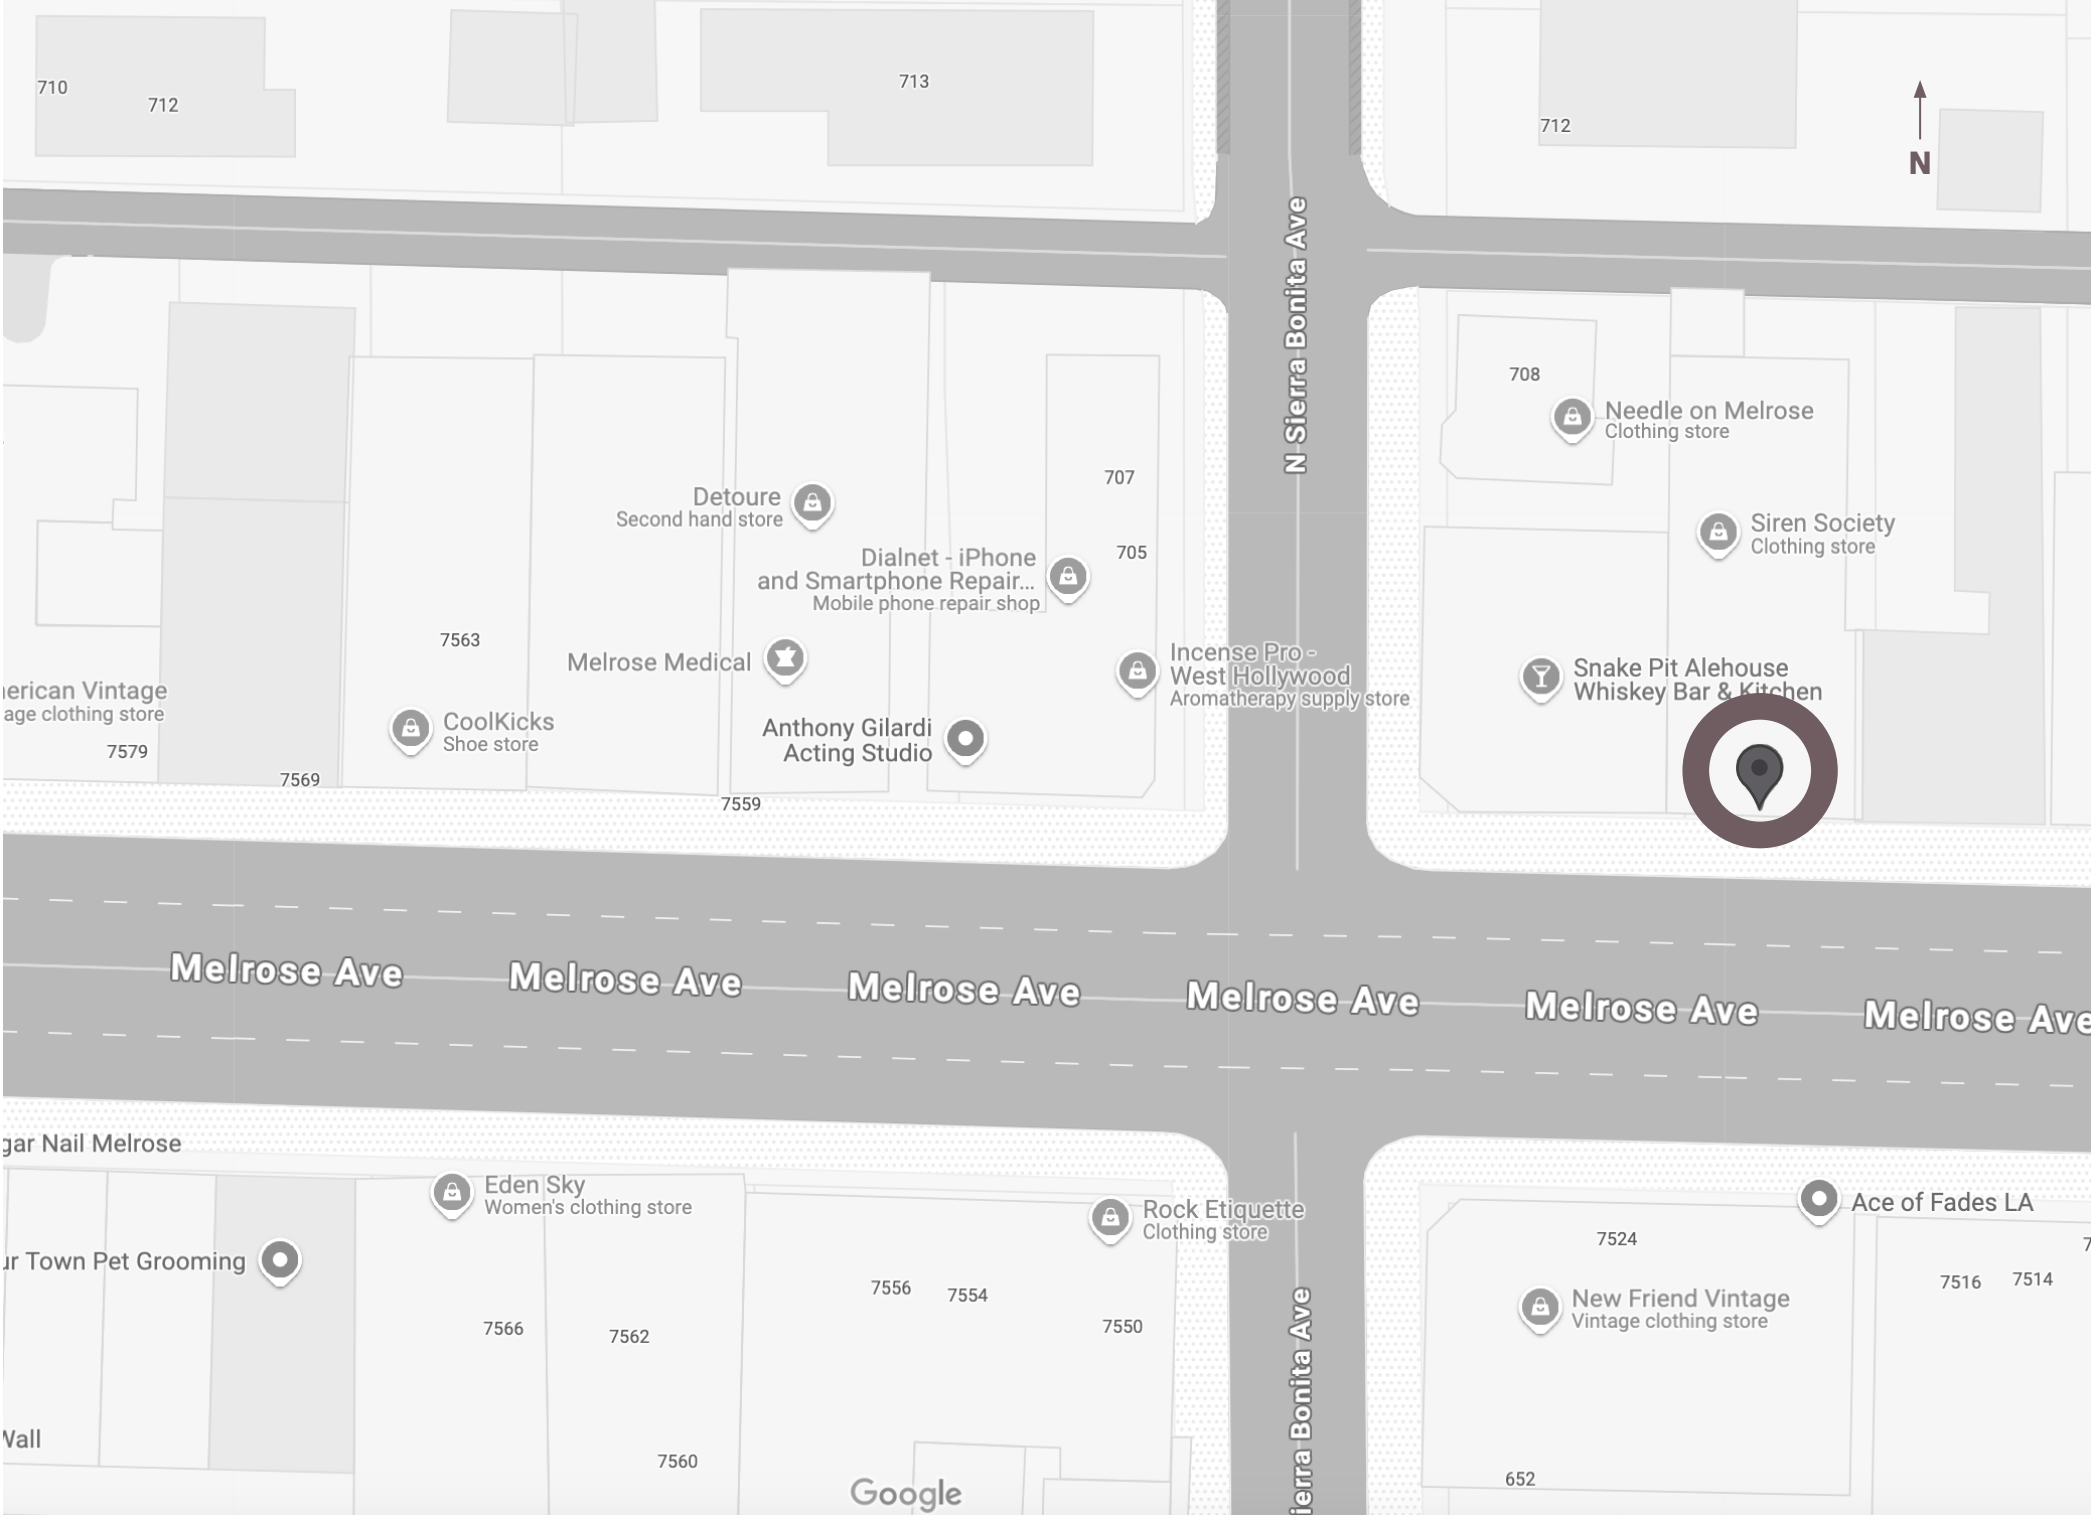 710
712
713
712
N
N Sierra Bonita Ave
708
Needle on Melrose
Clothing store
707
Detoure
Second hand store
705
Siren Society
Clothing store
Dialnet - iPhone
and Smartphone Repair...
Mobile phone repair shop
7563
Melrose Medical
Incense Pro -
West Hollywood
Aromatherapy supply store
Snake Pit Alehouse
Whiskey Bar & Kitchen
erican Vintage
age clothing store
7579
CoolKicks
Shoe store
Anthony Gilardi
Acting Studio
7569
7559
Melrose Ave
Melrose Ave
Melrose Ave
Melrose Ave
Melrose Ave
Melrose Ave
gar Nail Melrose
Eden Sky
Women's clothing store
Rock Etiquette
Clothing store
Ace of Fades LA
7524
ur Town Pet Grooming
7556
7554
7516
7514
7
7566
7562
7550
New Friend Vintage
Vintage clothing store
ierra Bonita Ave
Wall
7560
652
Google